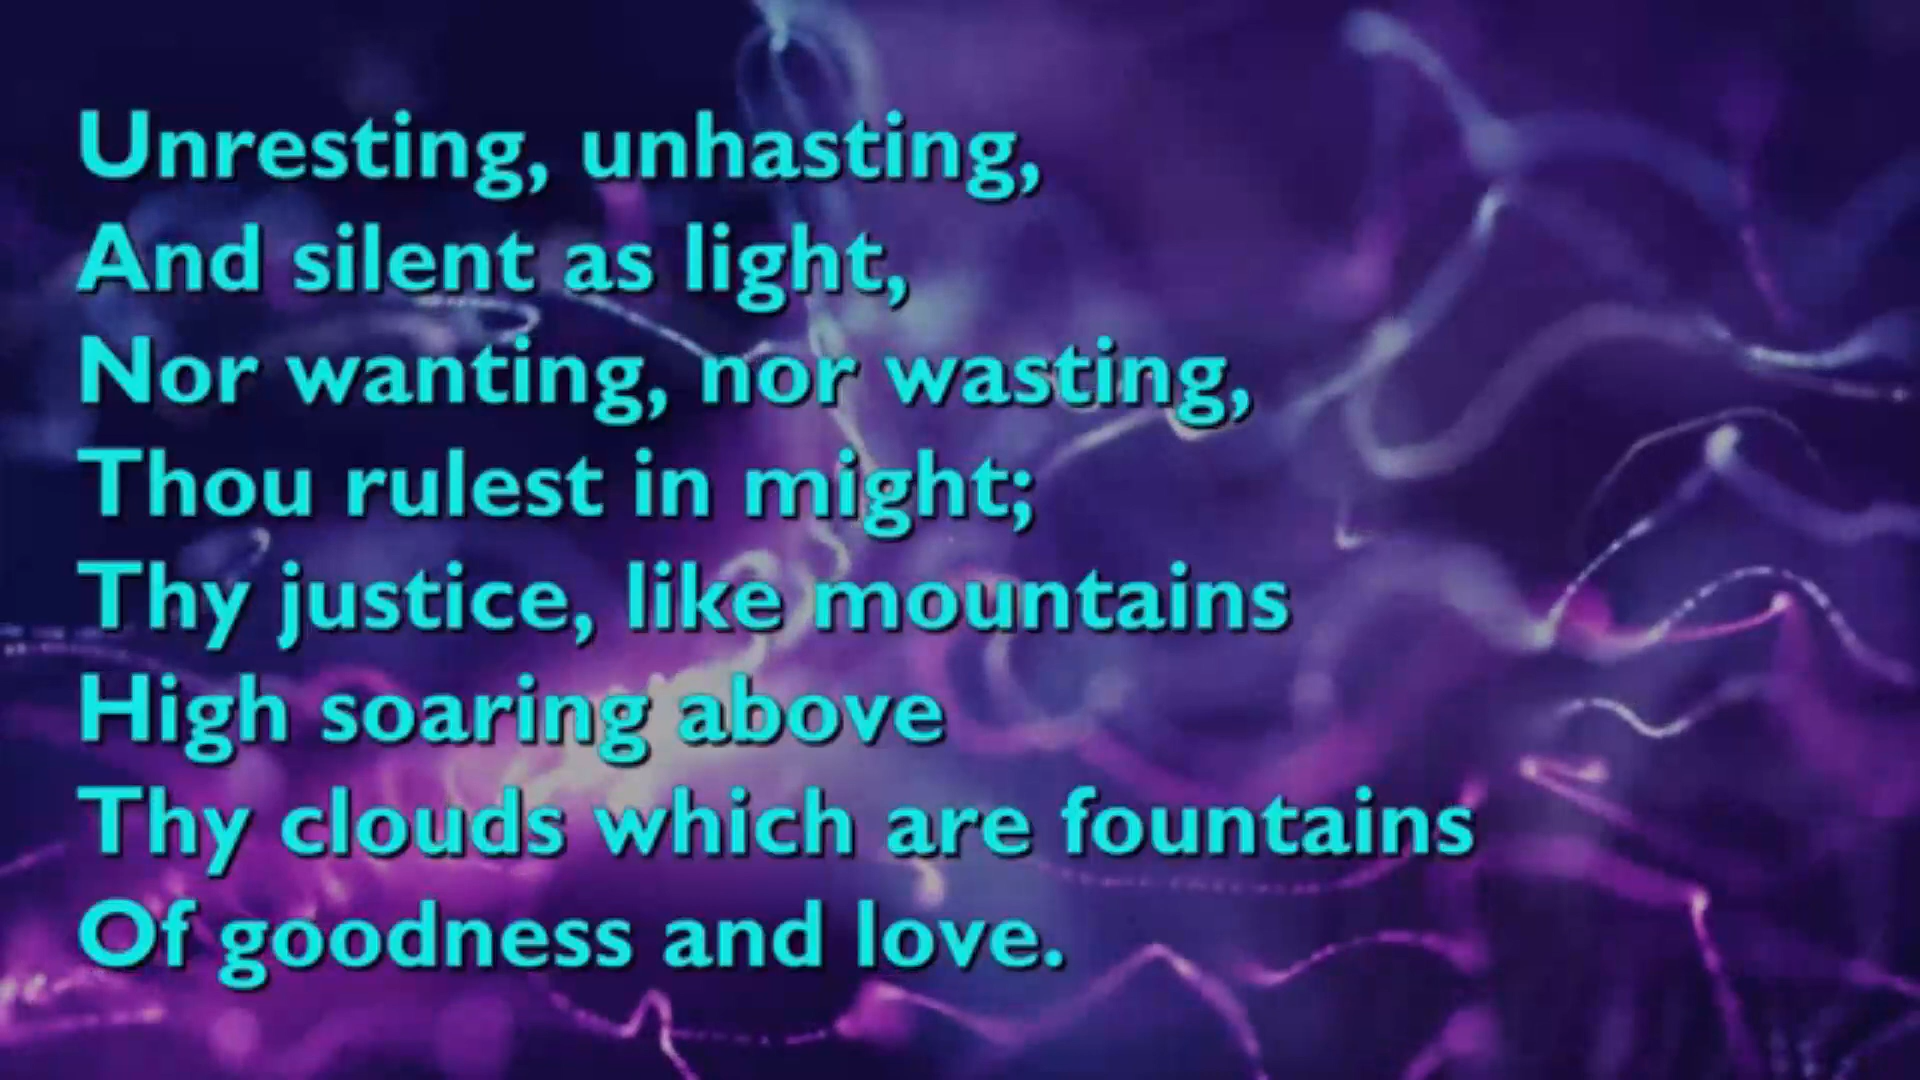 Unresting, unhasting,
And silent as light,
Nor wanting, nor wasting,
Thou rulest in might;
Thy justice, like mountains
High soaring above
Thy clouds which are fountains
Of goodness and love.